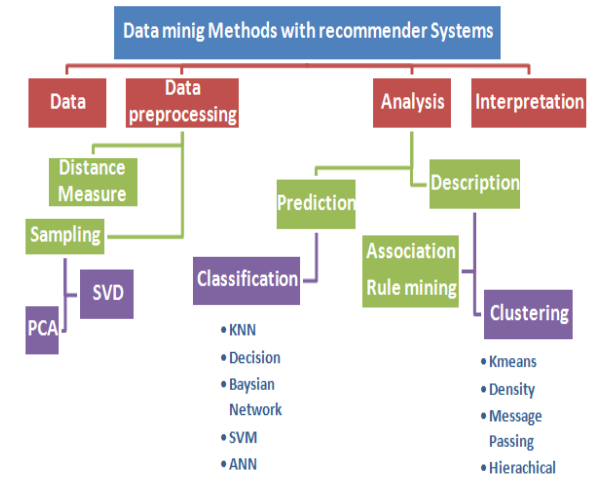 Data minig Methods with recommender Systems
Data
Data
preprocessing
Analysis
Interpretation
Distance
Measure
Sampling
SVD
PCA
Prediction
Description
Classification
Association
Rule mining
Clustering
• KNN
• Decision
• Baysian
Network
• SVM
• ANN
• Kmeans
• Density
• Message
Passing
• Hierachical